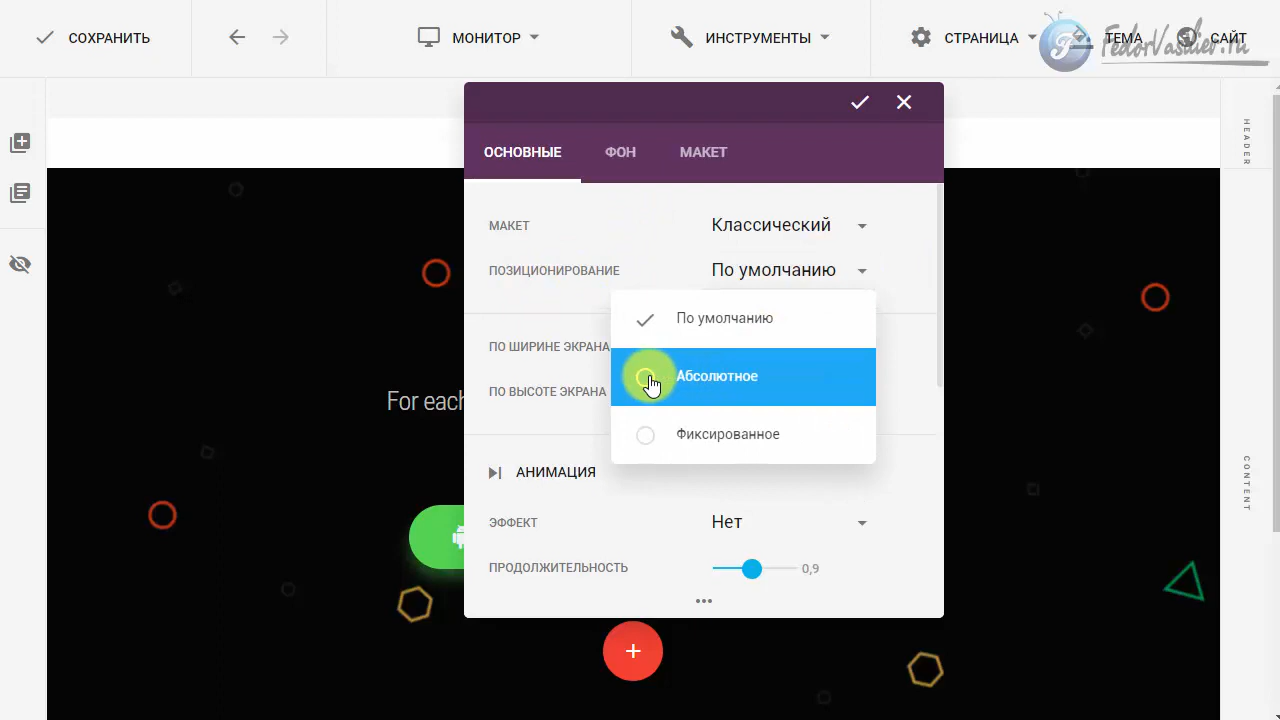 СОХРАНИТЬ
МОНИТОР
ИНСТРУМЕНТЫ
СТРАНИЦА
ТЕМА
САЙТ
FedorVasiliev.ru
ОСНОВНЫЕ
ФОН
МАКЕТ
МАКЕТ
Классический
ПОЗИЦИОНИРОВАНИЕ
По умолчанию
По умолчанию
Абсолютное
Фиксированное
ПО ШИРИНЕ ЭКРАНА
ПО ВЫСОТЕ ЭКРАНА
АНИМАЦИЯ
ЭФФЕКТ
Нет
ПРОДОЛЖИТЕЛЬНОСТЬ
0,9
For each
HEADER
CONTENT